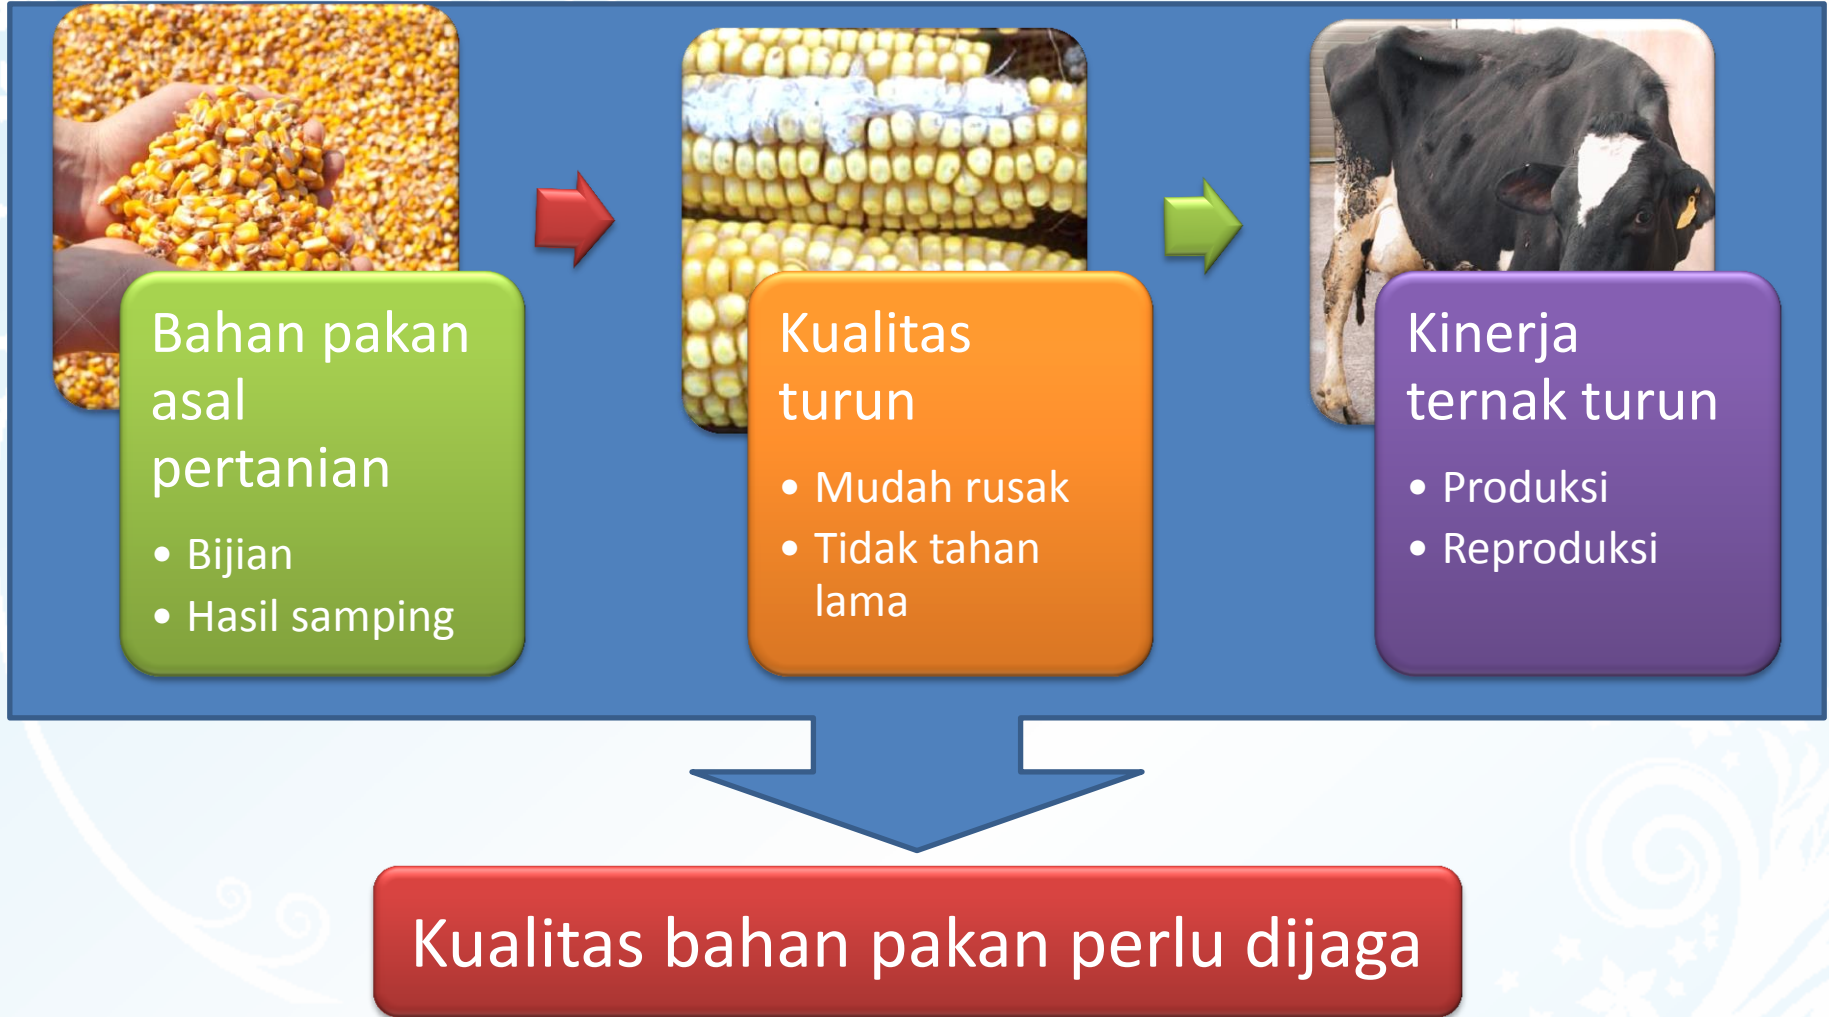 Bahan pakan
asal
pertanian
• Bijian
• Hasil samping
Kualitas
turun
• Mudah rusak
• Tidak tahan
lama
Kinerja
ternak turun
• Produksi
• Reproduksi
Kualitas bahan pakan perlu dijaga